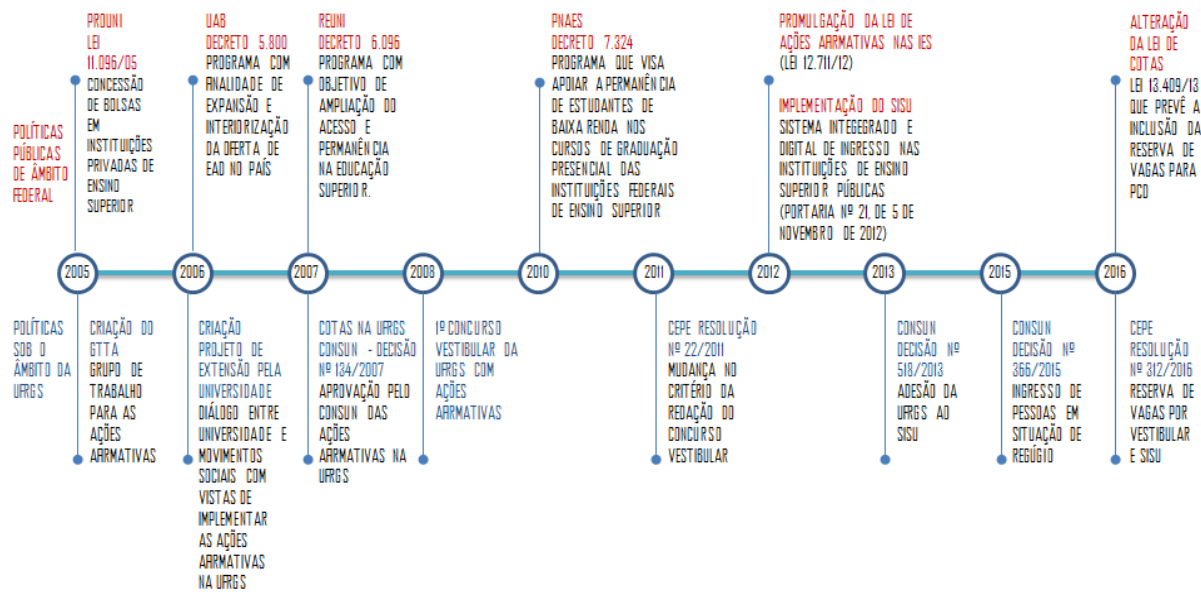 PROUNI
LEI
11.096/05
CONCESSÃO
DE BOLSAS
EM
INSTITUIÇÕES
PRIVADAS DE
ENSINO
SUPERIOR
UAB
DECRETO 5.800
PROGRAMA COM
FINALIDADE DE
EXPANSÃO E
INTERIORIZAÇÃO
DA OFERTA DE
EAD NO PAÍS
REUNI
DECRETO 6.096
PROGRAMA COM
OBJETIVO DE
AMPLIAÇÃO DO
ACESSO E
PERMANÊNCIA
NA EDUCAÇÃO
SUPERIOR.
PNAES
DECRETO 7.324
PROGRAMA QUE VISA
APOIAR A PERMANÊNCIA
DE ESTUDANTES DE
BAIXA RENDA NOS
CURSOS DE GRADUAÇÃO
PRESENCIAL DAS
INSTITUIÇÕES FEDERAIS
DE ENSINO SUPERIOR
PROMULGAÇÃO DA LEI DE
AÇÕES AFIRMATIVAS NAS IES
(LEI 12.711/12)
IMPLEMENTAÇÃO DO SISU
SISTEMA INTEGEGRADO E
DIGITAL DE INGRESSO NAS
INSTITUIÇÕES DE ENSINO
SUPERIOR PÚBLICAS
(PORTARIA Nº 21, DE 5 DE
NOVEMBRO DE 2012)
ALTERAÇÃO
DA LEI DE
COTAS
LEI 13.409/13
QUE PREVÊ A
INCLUSÃO DA
RESERVA DE
VAGAS PARA
PCD
POLÍTICAS
PÚBLICAS
DE ÂMBITO
FEDERAL
2005
2006
2007
2008
2010
2011
2012
2013
2015
2016
POLÍTICAS
SOB O
ÂMBITO DA
UFRGS
CRIAÇÃO DO
GTTA
GRUPO DE
TRABALHO
PARA AS
AÇÕES
AFIRMATIVAS
CRIAÇÃO
PROJETO DE
EXTENSÃO PELA
UNIVERSIDADE
DIÁLOGO ENTRE
UNIVERSIDADE E
MOVIMENTOS
SOCIAIS COM
VISTAS DE
IMPLEMENTAR
AS AÇÕES
AFIRMATIVAS
NA UFRGS
COTAS NA UFRGS
CONSUN - DECISÃO
Nº 134/2007
APROVAÇÃO PELO
CONSUN DAS
AÇÕES
AFIRMATIVAS NA
UFRGS
1º CONCURSO
VESTIBULAR DA
UFRGS COM
AÇÕES
AFIRMATIVAS
CEPE RESOLUÇÃO
Nº 22/2011
MUDANÇA NO
CRITÉRIO DA
REDAÇÃO DO
CONCURSO
VESTIBULAR
CONSUN
DECISÃO Nº
518/2013
ADESÃO DA
UFRGS AO
SISU
CONSUN
DECISÃO Nº
366/2015
INGRESSO DE
PESSOAS EM
SITUAÇÃO DE
REGÚGIO
CEPE
RESOLUÇÃO
Nº 312/2016
RESERVA DE
VAGAS POR
VESTIBULAR
E SISU